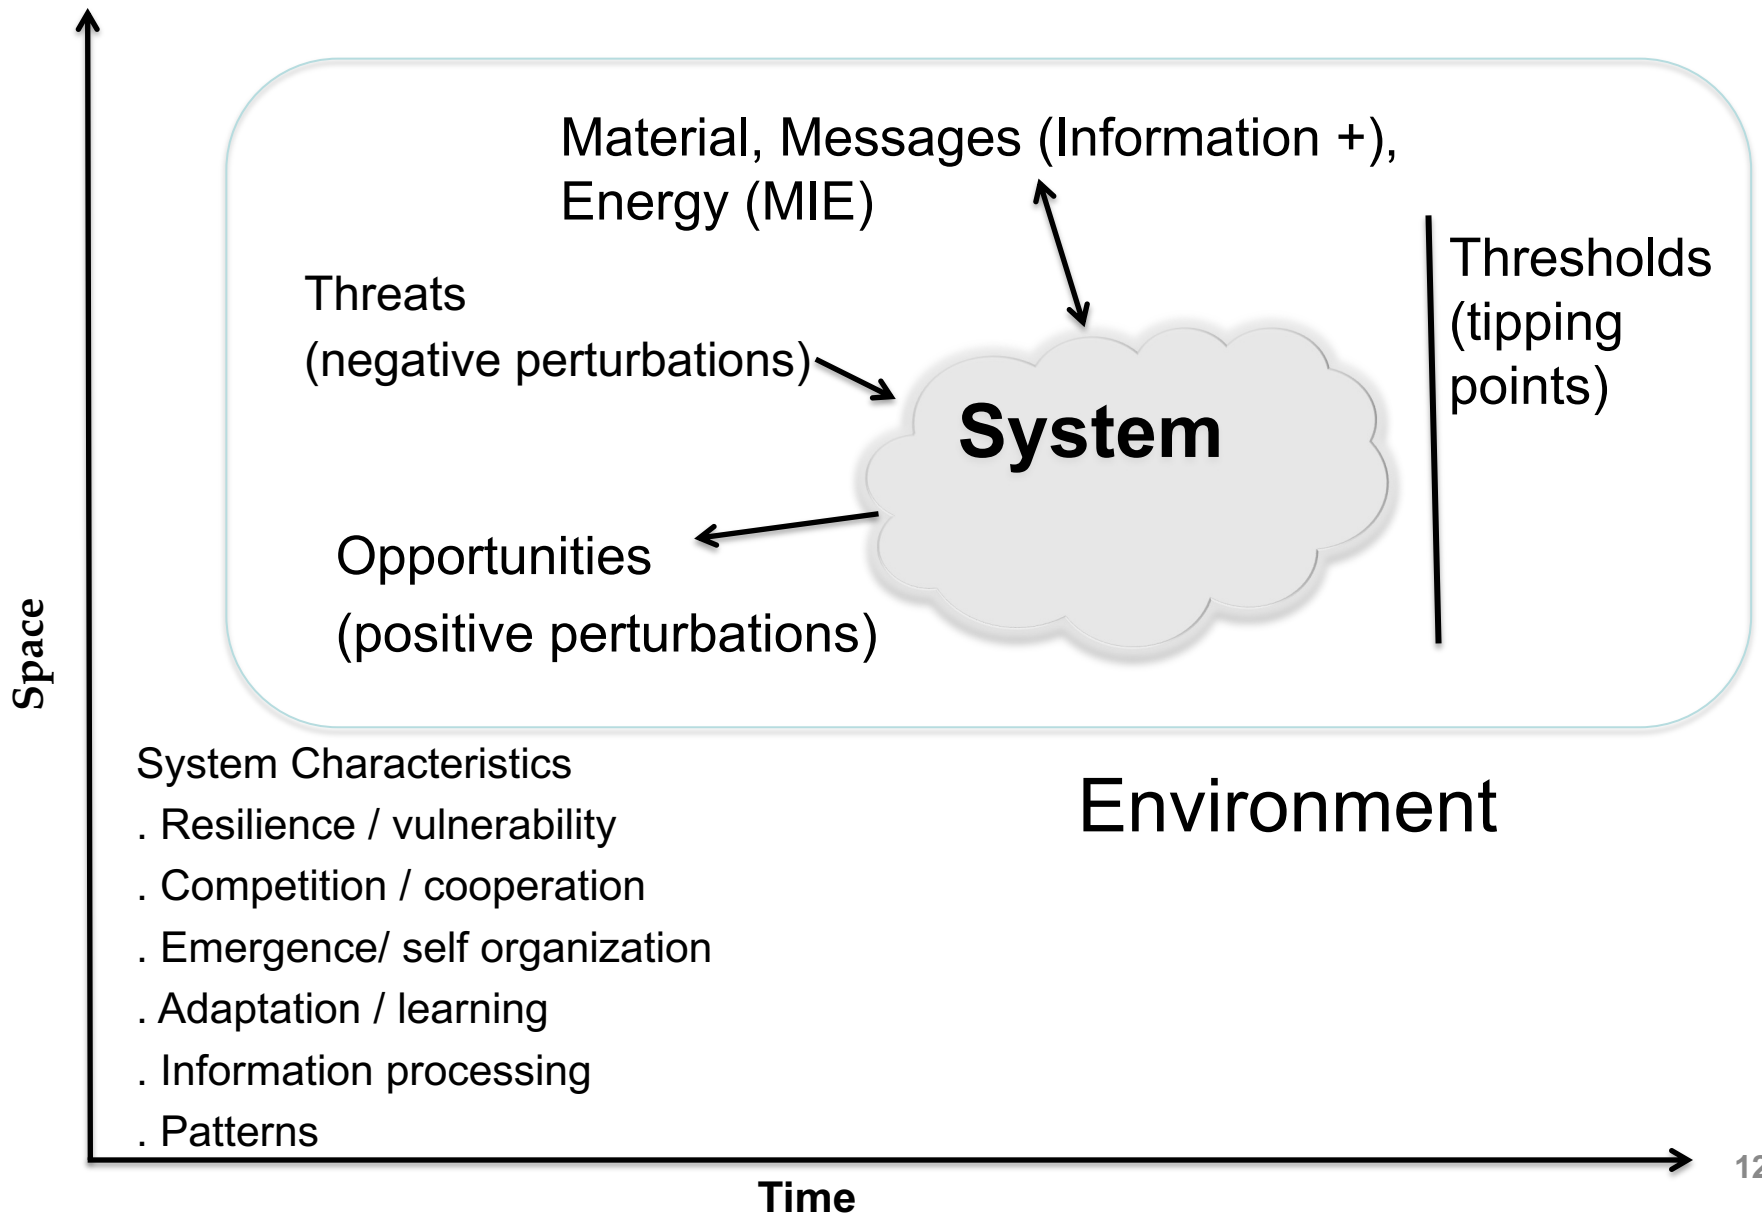 Material, Messages (Information +),
Energy (MIE)
Threats
(negative perturbations)
Thresholds
(tipping
points)
System
Opportunities
(positive perturbations)
Space
System Characteristics
. Resilience / vulnerability
. Competition / cooperation
. Emergence/ self organization
. Adaptation / learning
. Information processing
. Patterns
Environment
Time
12